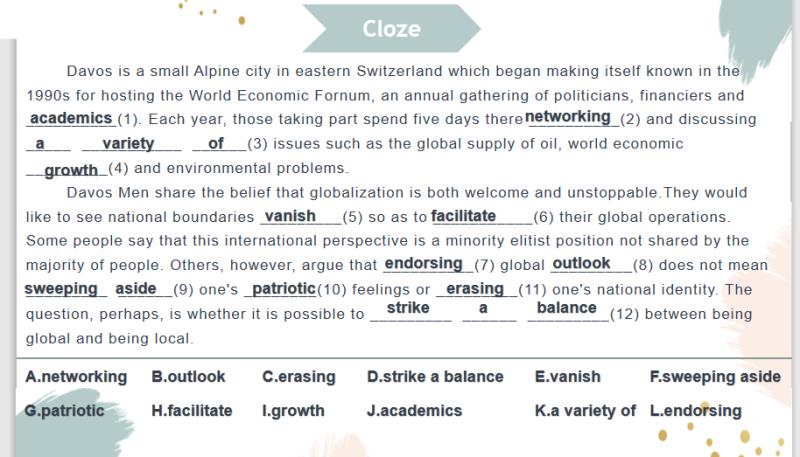 Cloze
Davos is a small Alpine city in eastern Switzerland which began making itself known in the
1990s for hosting the World Economic Fornum, an annual gathering of politicians, financiers and
academics (1). Each year, those taking part spend five days there networking (2) and discussing
a variety of (3) issues such as the global supply of oil, world economic
growth (4) and environmental problems.
Davos Men share the belief that globalization is both welcome and unstoppable.They would
like to see national boundaries vanish (5) so as to facilitate (6) their global operations.
Some people say that this international perspective is a minority elitist position not shared by the
majority of people. Others, however, argue that endorsing (7) global outlook (8) does not mean
sweeping aside (9) one's patriotic (10) feelings or erasing (11) one's national identity. The
question, perhaps, is whether it is possible to strike a balance (12) between being
global and being local.
A.networking B.outlook C.erasing D.strike a balance E.vanish F.sweeping aside
G.patriotic H.facilitate I.growth J.academics K.a variety of L.endorsing